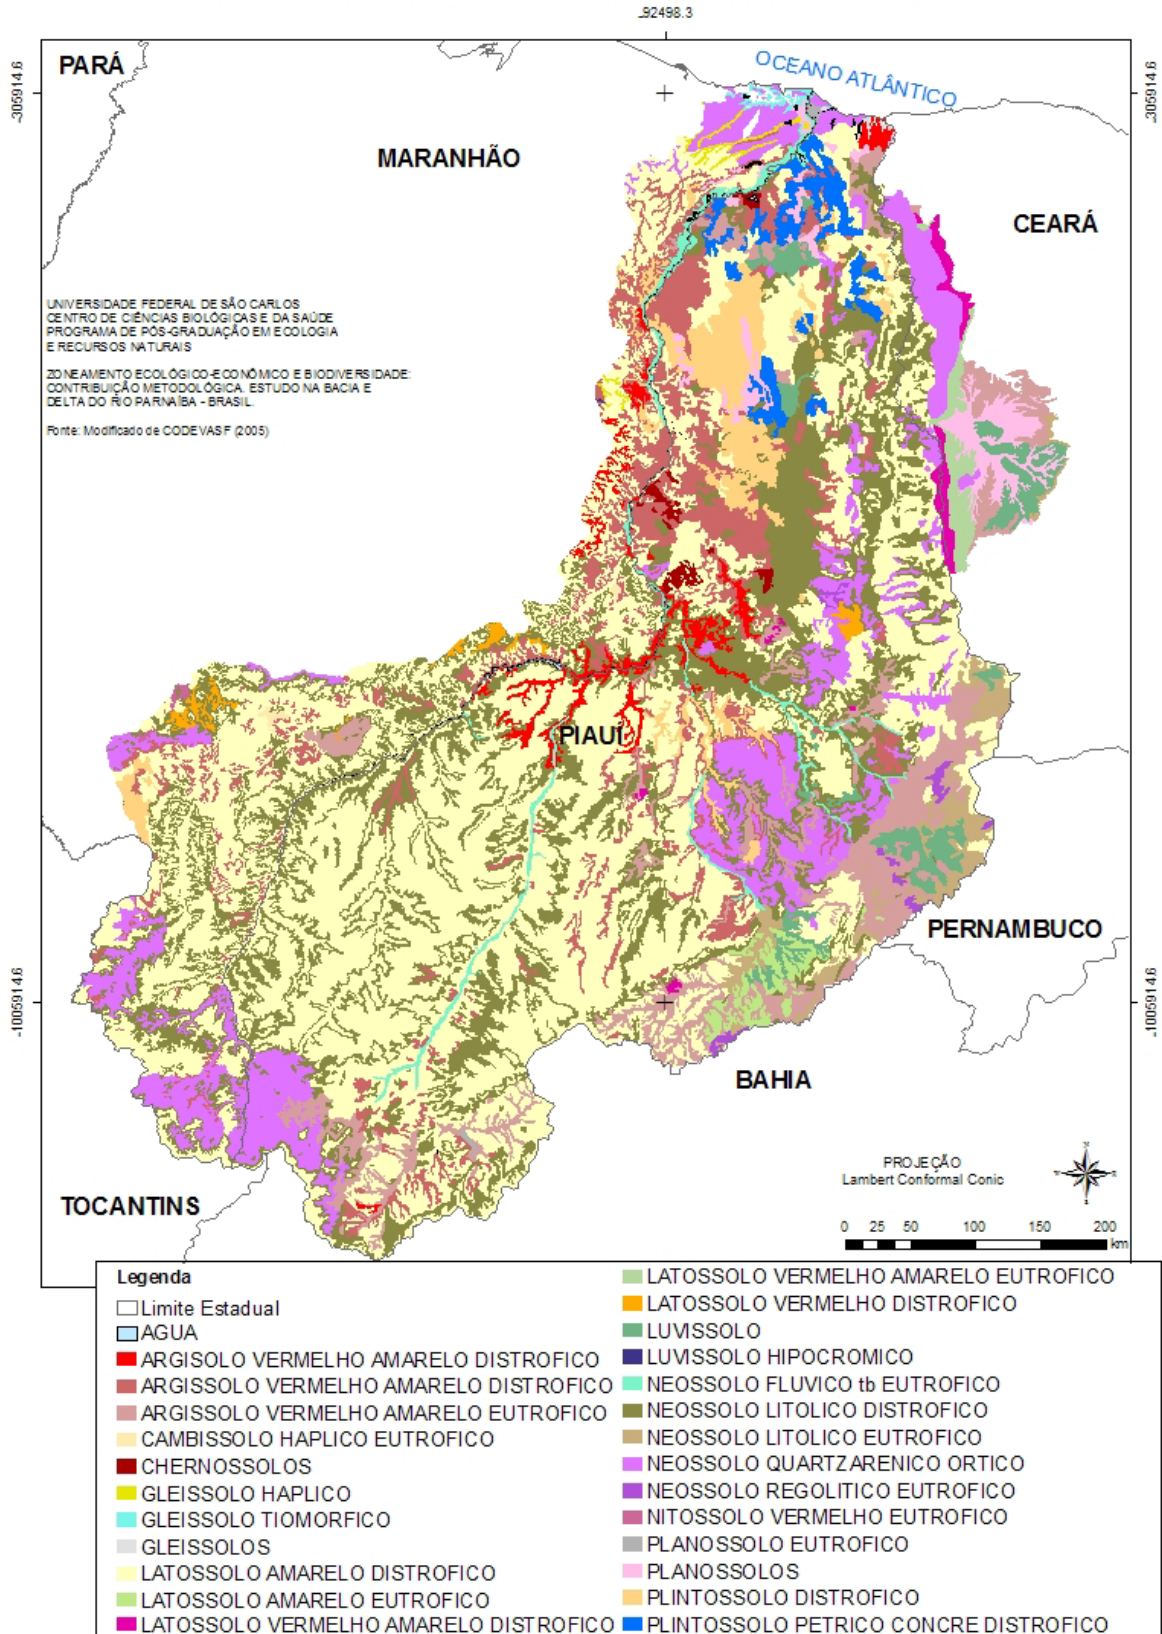 -92498.3
PARÁ
OCEANO ATLÂNTICO
-305914.6
-305914.6
MARANHÃO
CEARÁ
UNIVERSIDADE FEDERAL DE SÃO CARLOS
CENTRO DE CIÊNCIAS BIOLÓGICAS E DA SAÚDE
PROGRAMA DE PÓS-GRADUAÇÃO EM ECOLOGIA
E RECURSOS NATURAIS
ZONEAMENTO ECOLÓGICO-ECONÔMICO E BIODIVERSIDADE:
CONTRIBUIÇÃO METODOLÓGICA. ESTUDO NA BACIA E
DELTA DO RIO PARNAÍBA - BRASIL.
Fonte: Modificado de CODEVASF (2005)
PIAUÍ
PERNAMBUCO
-1005914.6
-1005914.6
BAHIA
TOCANTINS
PROJEÇÃO
Lambert Conformal Conic
0 25 50 100 150 200
km
Legenda
Limite Estadual
AGUA
ARGISOLO VERMELHO AMARELO DISTROFICO
ARGISSOLO VERMELHO AMARELO DISTROFICO
ARGISSOLO VERMELHO AMARELO EUTROFICO
CAMBISSOLO HAPLICO EUTROFICO
CHERNOSSOLOS
GLEISSOLO HAPLICO
GLEISSOLO TIOMORFICO
GLEISSOLOS
LATOSSOLO AMARELO DISTROFICO
LATOSSOLO AMARELO EUTROFICO
LATOSSOLO VERMELHO AMARELO DISTROFICO
LATOSSOLO VERMELHO AMARELO EUTROFICO
LATOSSOLO VERMELHO DISTROFICO
LUVISSOLO
LUVISSOLO HIPOCROMICO
NEOSSOLO FLUVICO tb EUTROFICO
NEOSSOLO LITOLICO DISTROFICO
NEOSSOLO LITOLICO EUTROFICO
NEOSSOLO QUARTZARENICO ORTICO
NEOSSOLO REGOLITICO EUTROFICO
NITOSSOLO VERMELHO EUTROFICO
PLANOSSOLO EUTROFICO
PLANOSSOLOS
PLINTOSSOLO DISTROFICO
PLINTOSSOLO PETRICO CONCRE DISTROFICO